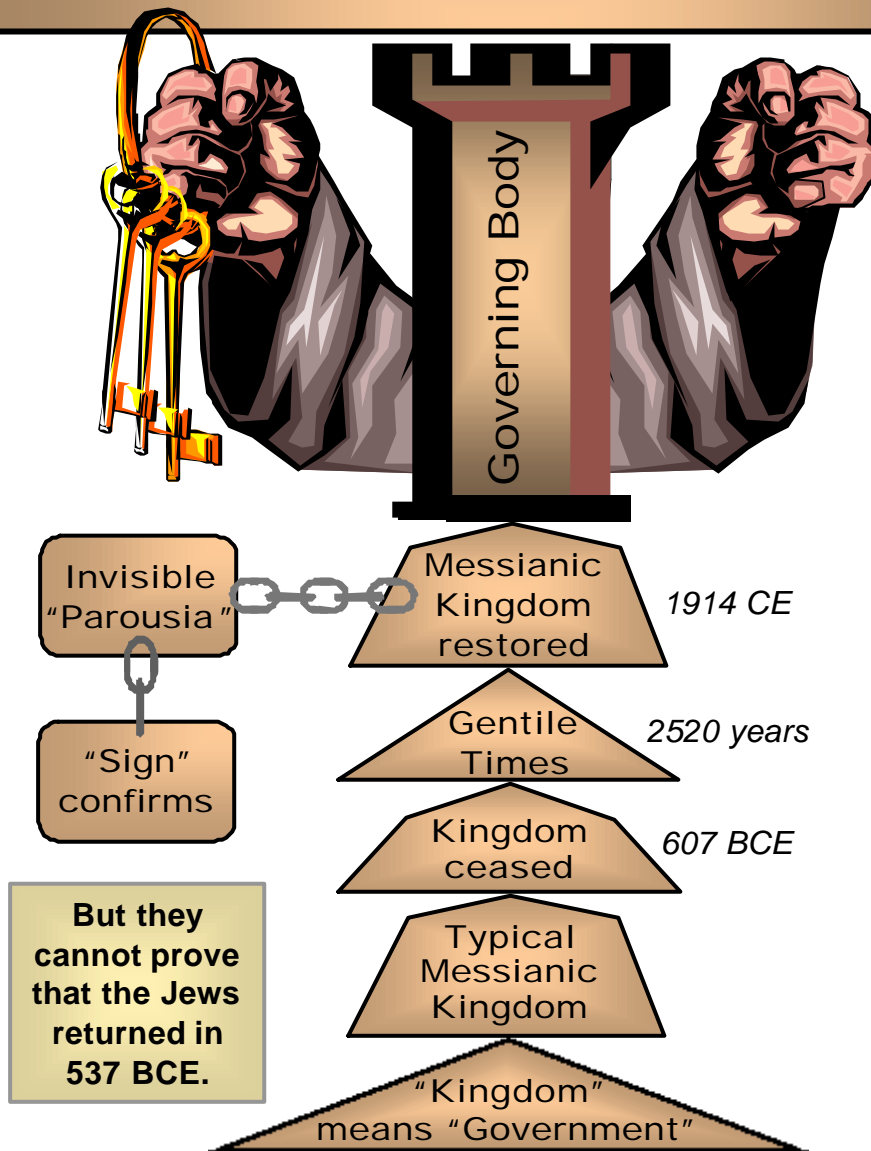 Governing Body
Invisible
“Parousia”
Messianic
Kingdom
restored
1914 CE
Gentile
Times
2520 years
“Sign”
confirms
Kingdom
ceased
607 BCE
But they
cannot prove
that the Jews
returned in
537 BCE.
Typical
Messianic
Kingdom
“Kingdom”
means “Government”